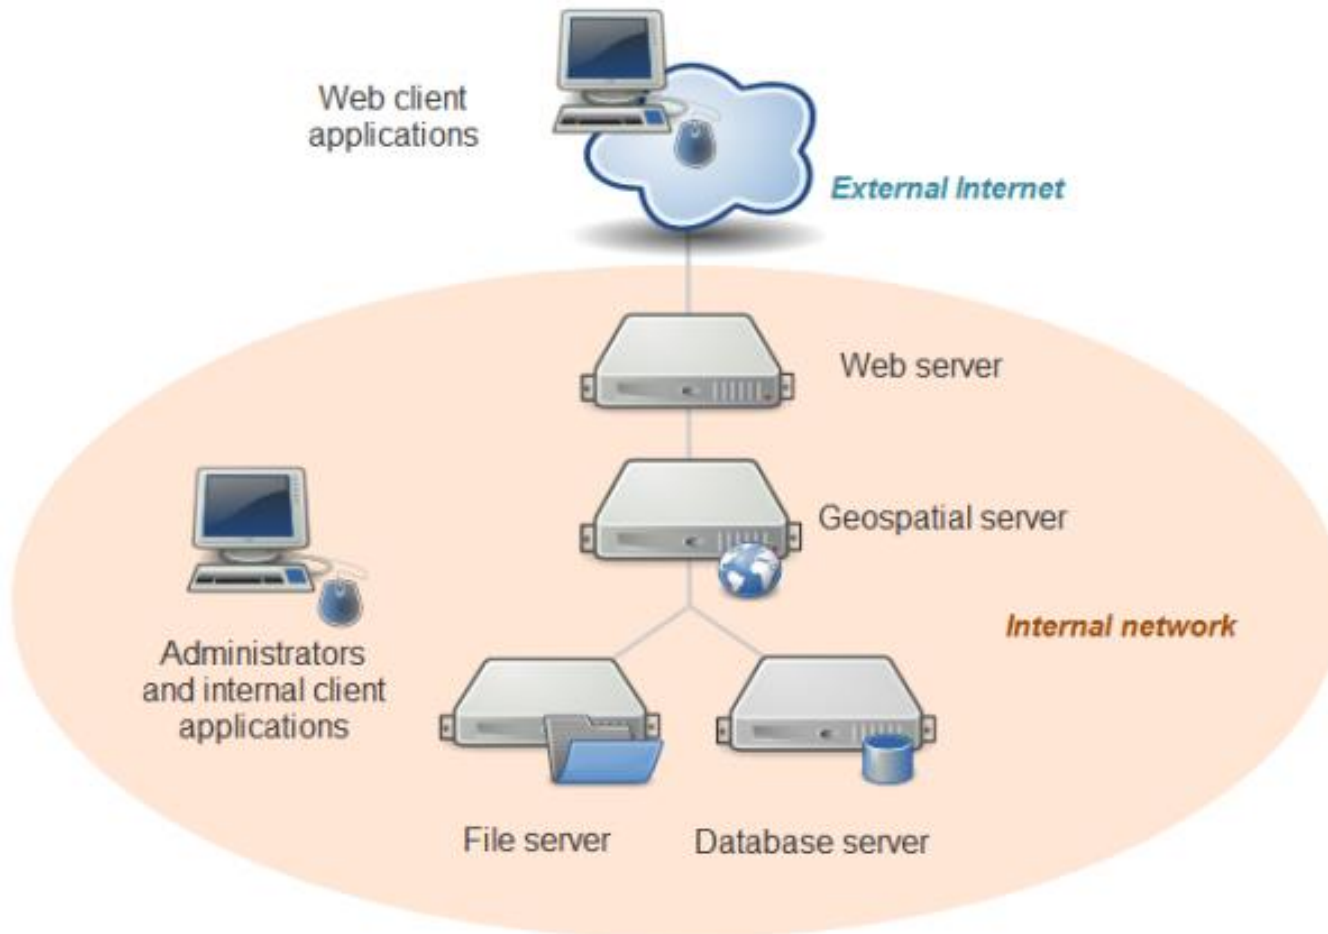 Web client
applications
External Internet
Web server
Geospatial server
Internal network
Administrators
and internal client
applications
File server
Database server